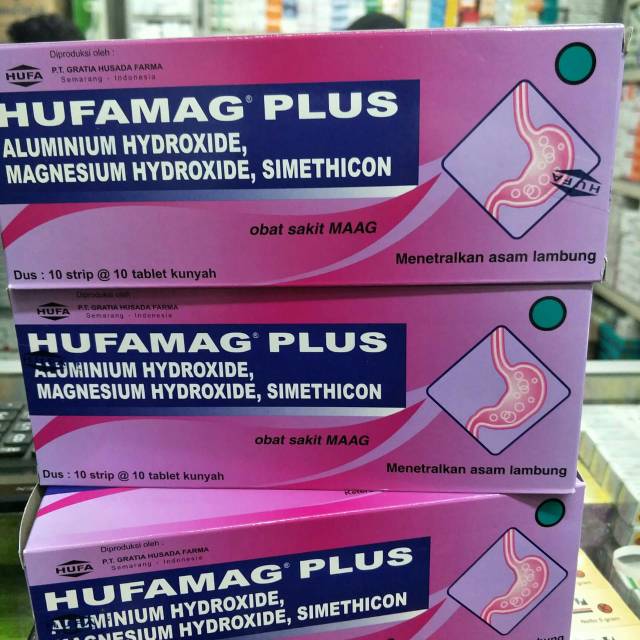 Diproduksi oleh :
HUFA
P.T. GRATIA HUSADA FARMA
Semarang - Indonesia
HUFAMAG® PLUS
ALUMINIUM HYDROXIDE,
MAGNESIUM HYDROXIDE, SIMETHICON
HUFA
obat sakit MAAG
Menetralkan asam lambung
Dus : 10 strip @ 10 tablet kunyah
Diproduksi oleh :
HUFA
P.T. GRATIA HUSADA FARMA
Semarang - Indonesia
HUFAMAG® PLUS
ALUMINIUM HYDROXIDE,
MAGNESIUM HYDROXIDE, SIMETHICON
obat sakit MAAG
Menetralkan asam lambung
Dus : 10 strip @ 10 tablet kunyah
Diproduksi oleh :
HUFA
P.T. GRATIA HUSADA FARMA
Semarang - Indonesia
HUFAMAG® PLUS
ALUMINIUM HYDROXIDE,
MAGNESIUM HYDROXIDE, SIMETHICON